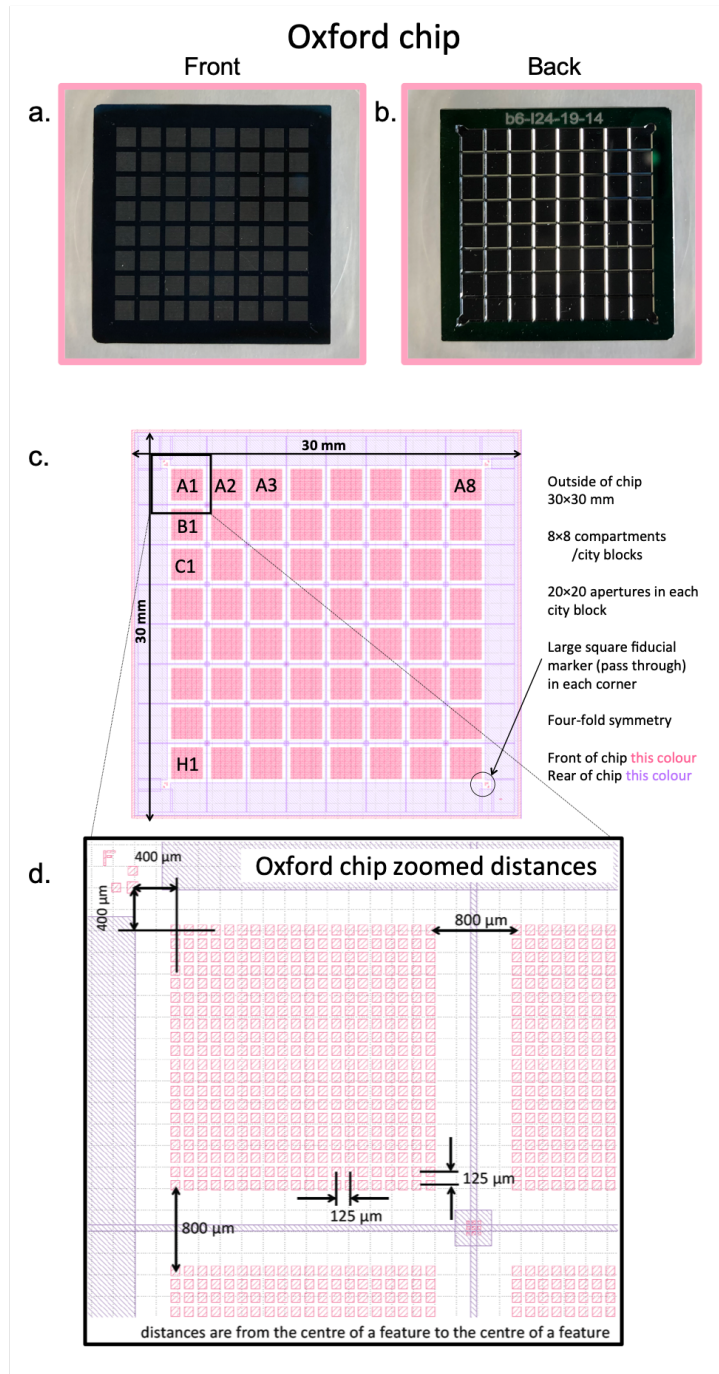 Oxford chip
Front
Back
a.
b.
b6-I24-19-14
c.
30 mm
30 mm
A1
A2
A3
A8
B1
C1
H1
Outside of chip
30×30 mm
8×8 compartments
/city blocks
20×20 apertures in each
city block
Large square fiducial
marker (pass through)
in each corner
Four-fold symmetry
Front of chip this colour
Rear of chip this colour
d.
Oxford chip zoomed distances
400 µm
400 µm
800 µm
125 µm
125 µm
800 µm
distances are from the centre of a feature to the centre of a feature